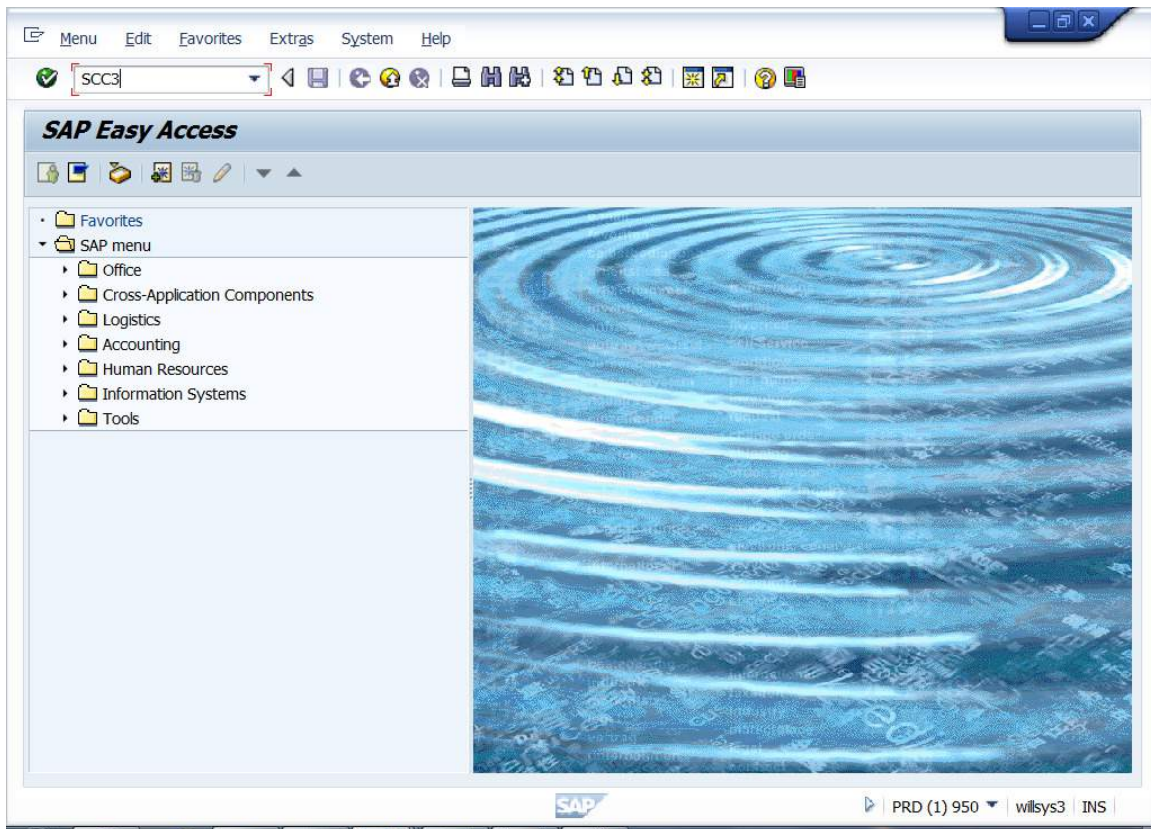 Menu Edit Favorites Extras System Help
SCC3
SAP Easy Access
Favorites
SAP menu
Office
Cross-Application Components
Logistics
Accounting
Human Resources
Information Systems
Tools
SAP
PRD (1) 950 willsys3 INS